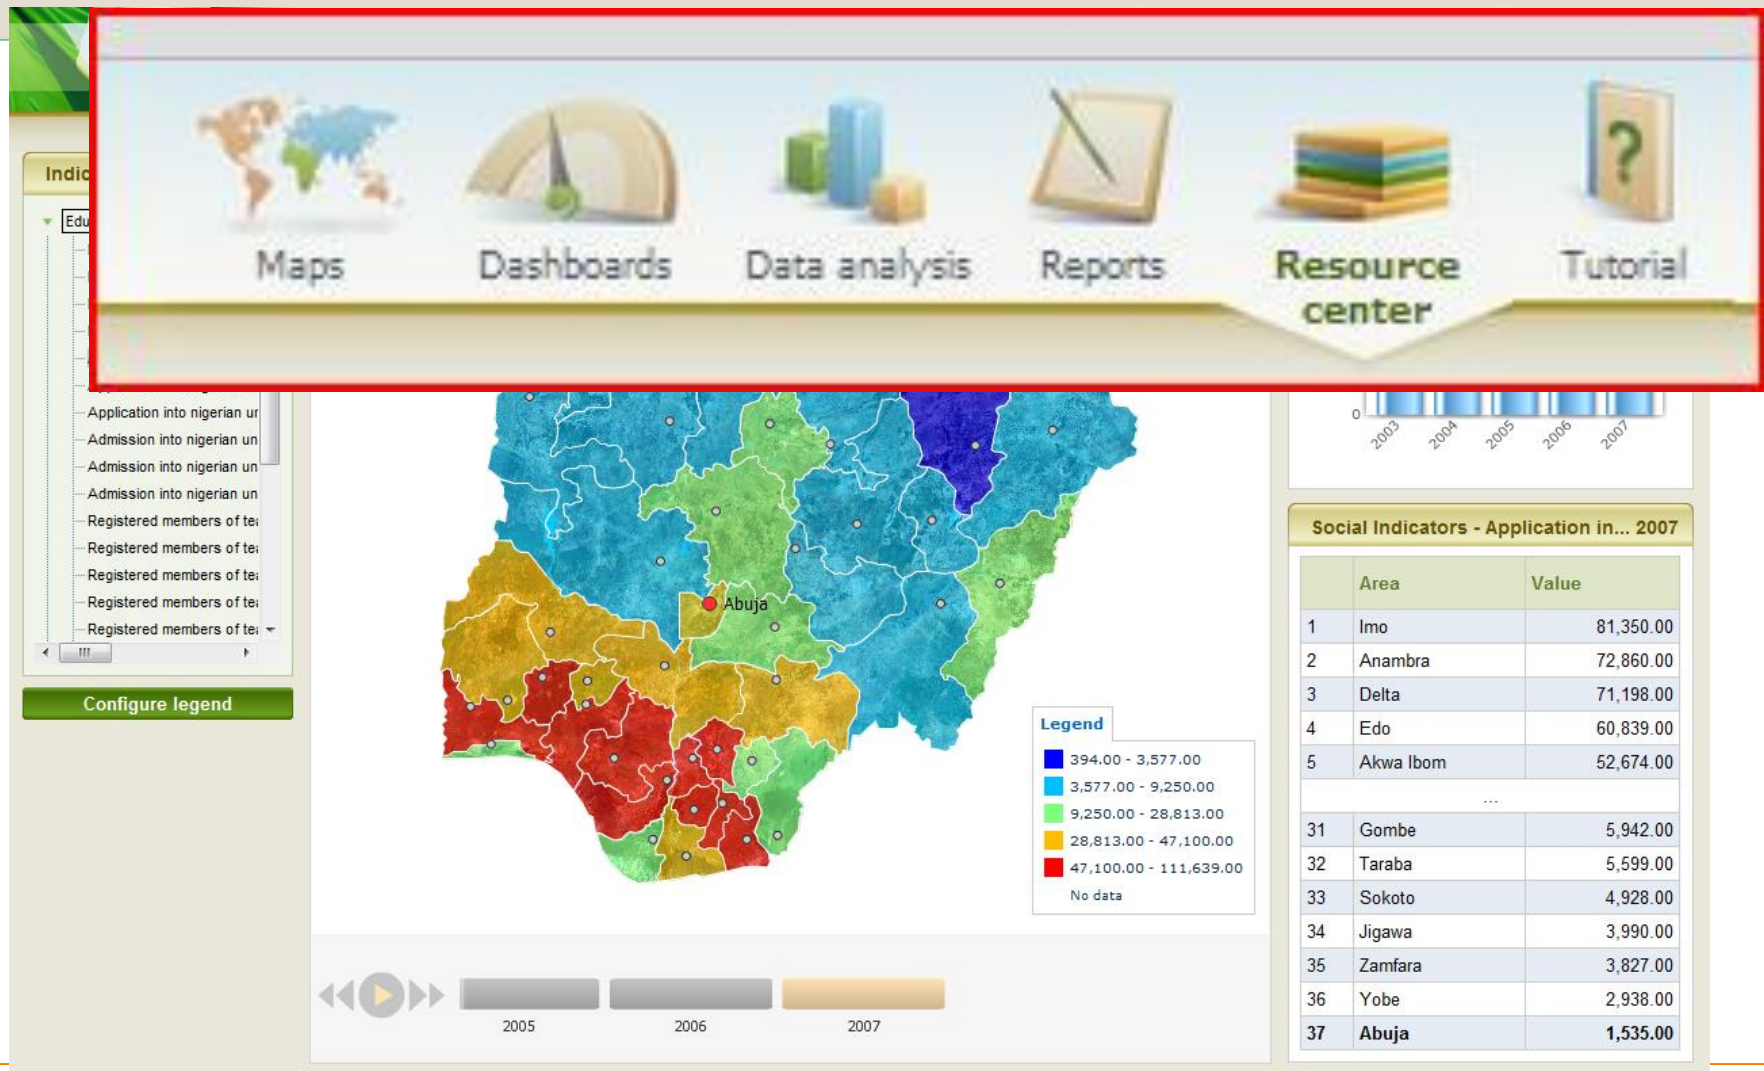 Maps
Dashboards
Data analysis
Reports
Resource
center
Tutorial
Indic
Edu
Application into nigerian ur
Admission into nigerian un
Admission into nigerian un
Admission into nigerian un
Registered members of tea
Registered members of tea
Registered members of tea
Registered members of tea
Registered members of tea
Configure legend
Abuja
Legend
394.00 - 3,577.00
3,577.00 - 9,250.00
9,250.00 - 28,813.00
28,813.00 - 47,100.00
47,100.00 - 111,639.00
No data
2005 2006 2007
0
2003 2004 2005 2006 2007
Social Indicators - Application in... 2007
Area Value
1 Imo 81,350.00
2 Anambra 72,860.00
3 Delta 71,198.00
4 Edo 60,839.00
5 Akwa Ibom 52,674.00
...
31 Gombe 5,942.00
32 Taraba 5,599.00
33 Sokoto 4,928.00
34 Jigawa 3,990.00
35 Zamfara 3,827.00
36 Yobe 2,938.00
37 Abuja 1,535.00